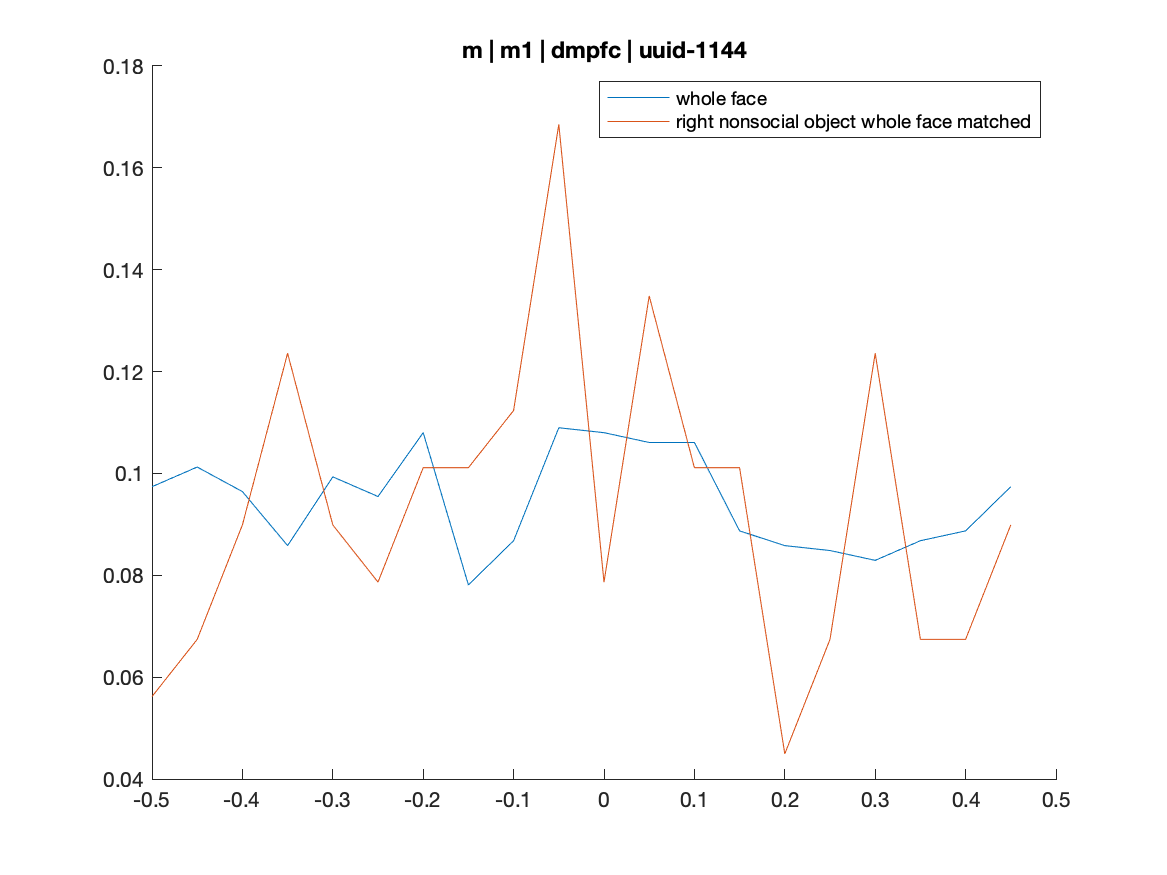 m | m1 | dmpfc | uuid-1144
0.18
whole face
right nonsocial object whole face matched
0.16
0.14
0.12
0.1
0.08
0.06
0.04
-0.5 -0.4 -0.3 -0.2 -0.1 0 0.1 0.2 0.3 0.4 0.5